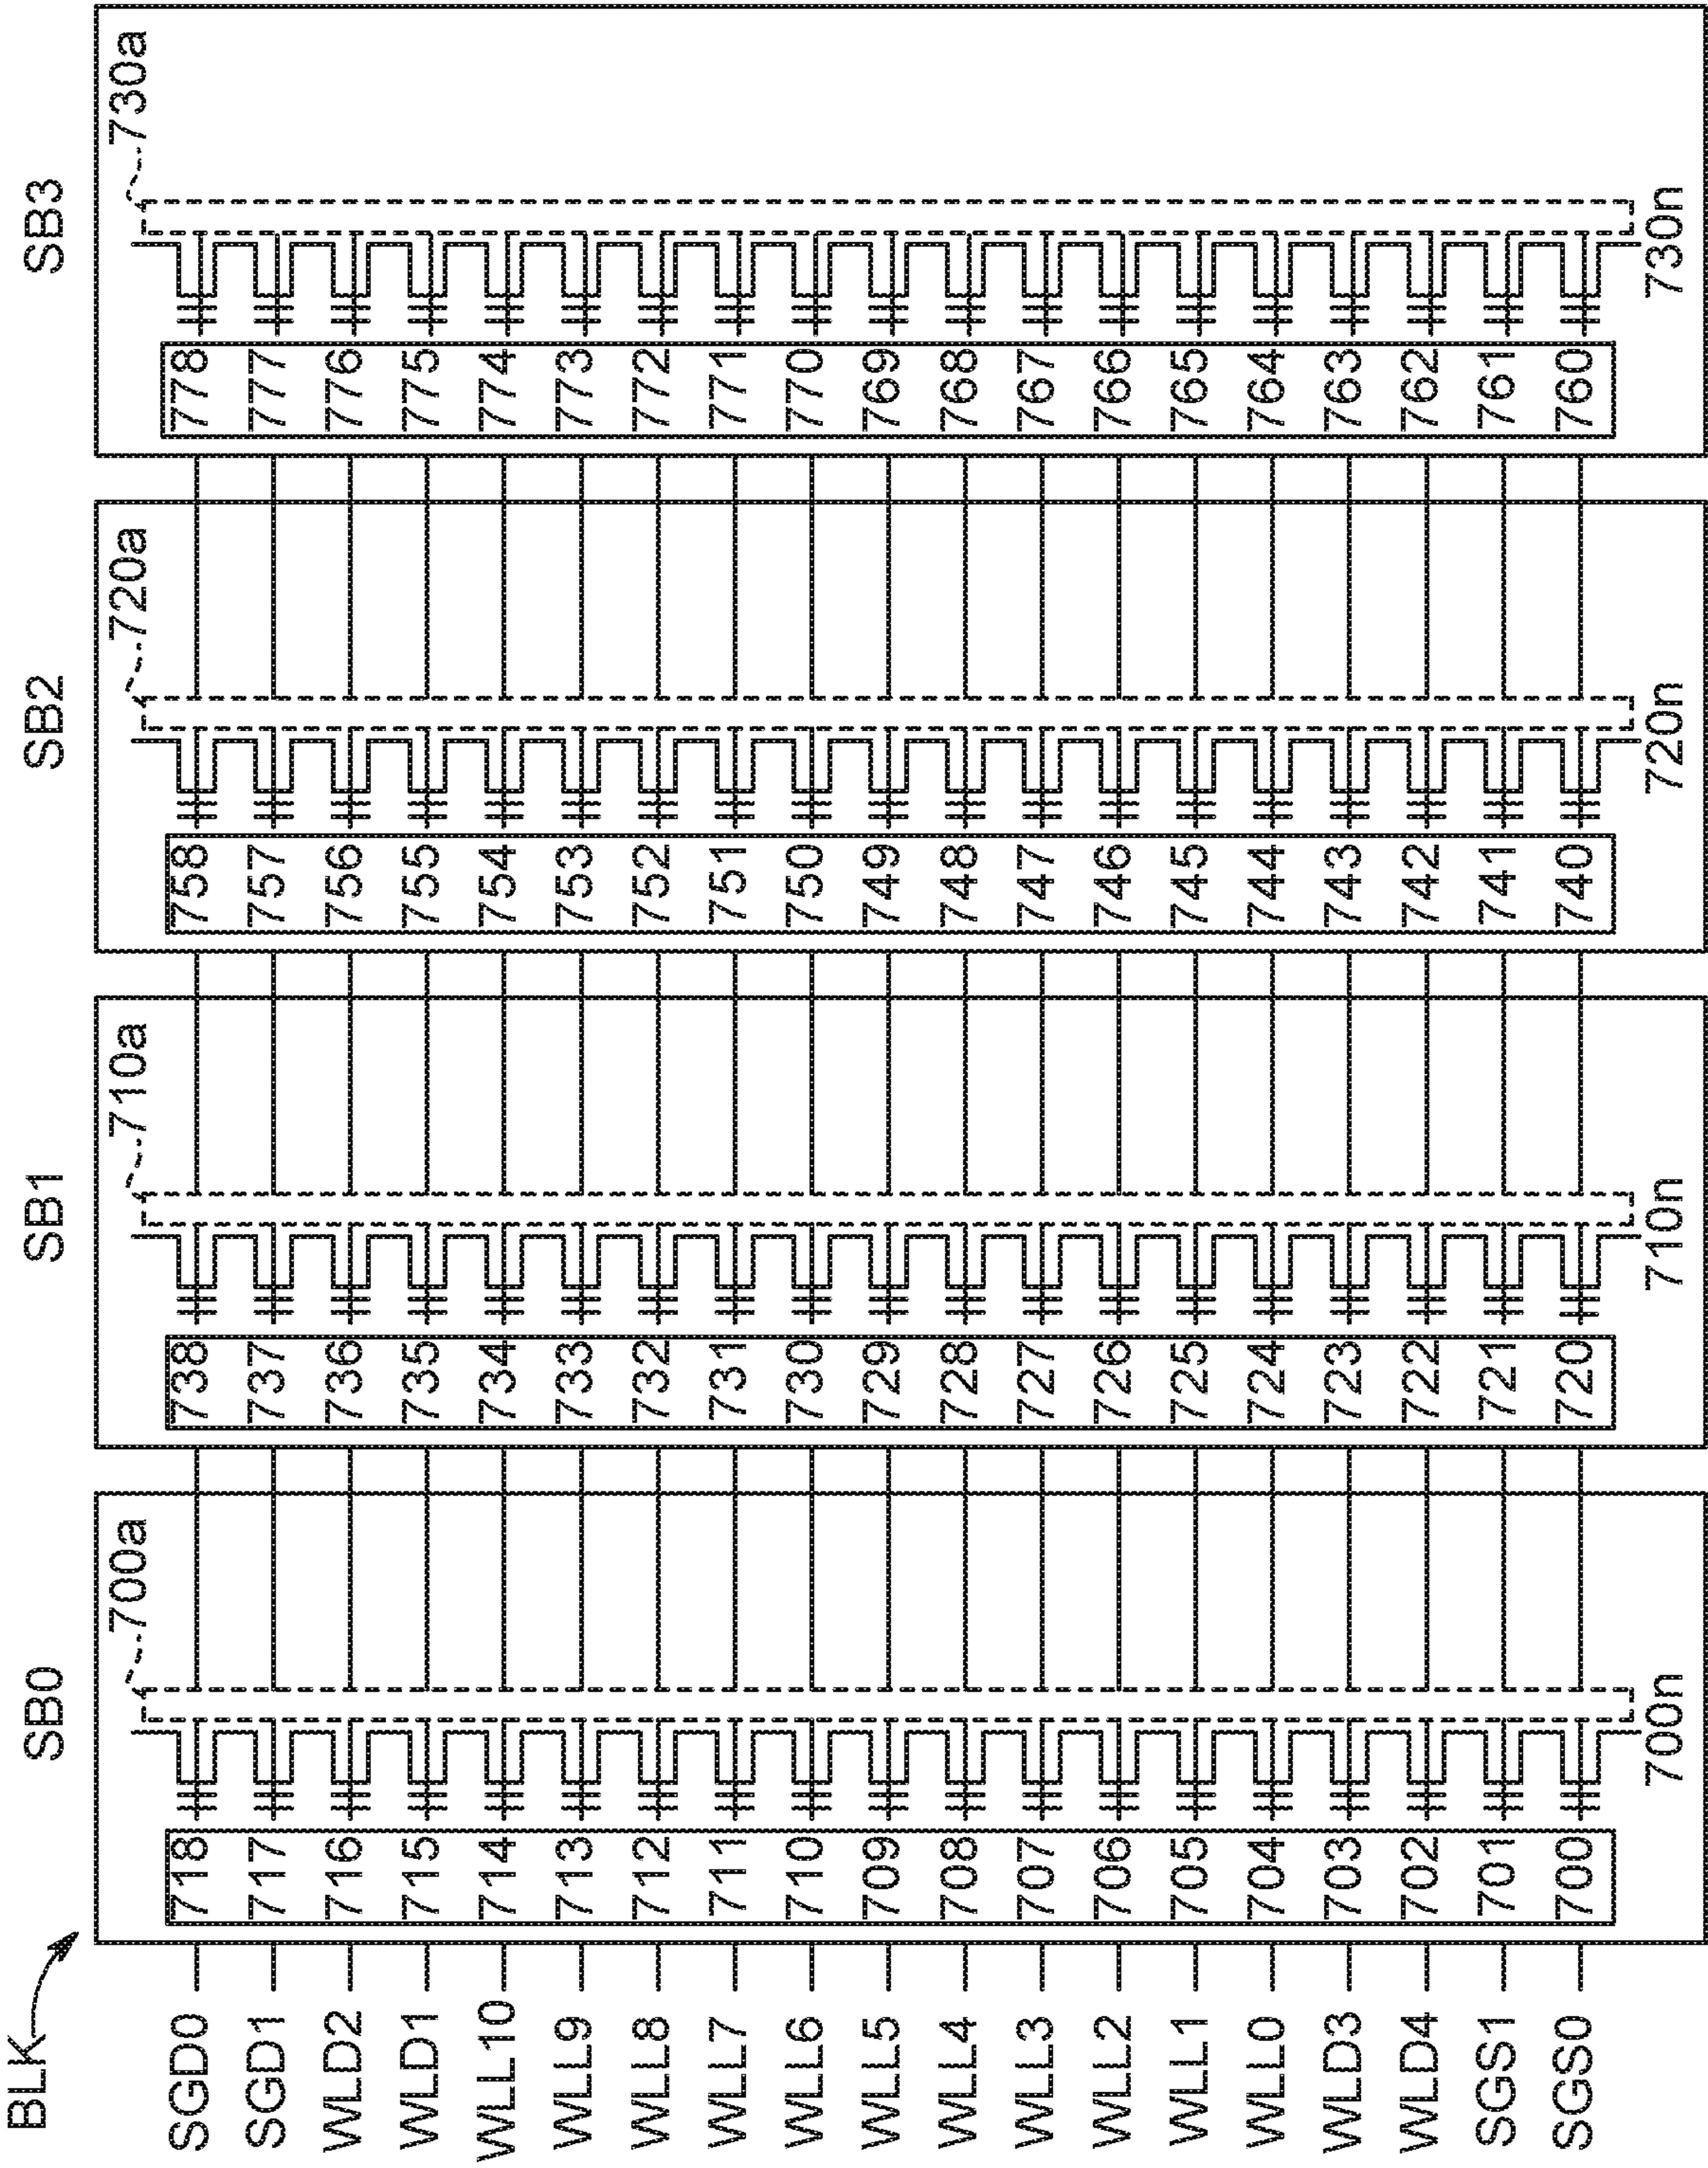 BLK
SB0 SB1 SB2 SB3
700a 710a 720a 730a
SGD0 718 738 758 778
SGD1 717 737 757 777
WLD2 716 736 756 776
WLD1 715 735 755 775
WLL10 714 734 754 774
WLL9 713 733 753 773
WLL8 712 732 752 772
WLL7 711 731 751 771
WLL6 710 730 750 770
WLL5 709 729 749 769
WLL4 708 728 748 768
WLL3 707 727 747 767
WLL2 706 726 746 766
WLL1 705 725 745 765
WLL0 704 724 744 764
WLD3 703 723 743 763
WLD4 702 722 742 762
SGS1 701 721 741 761
SGS0 700 720 740 760
700n 710n 720n 730n